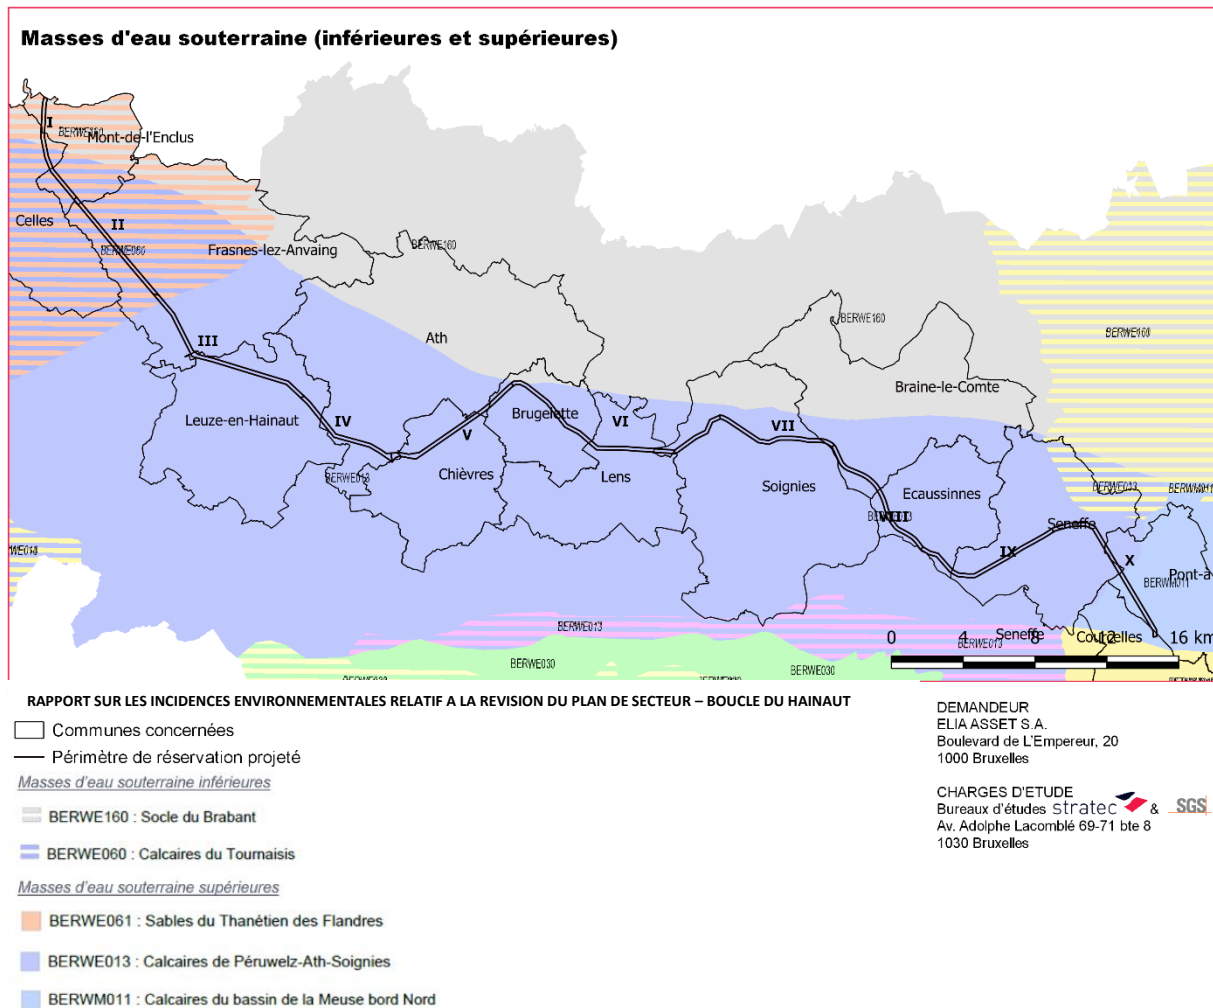 Masses d'eau souterraine (inférieures et supérieures)
I
BERWE160
Mont-de-l'Enclus
Celles
II
BERWE060
Frasnes-lez-Anvaing
BERWE160
III
Ath
BERWE160
BERWE160
Braine-le-Comte
Leuze-en-Hainaut
IV
V
Brugelette
VI
VII
BERWE013
Chièvres
Lens
Soignies
Ecaussinnes
BERWE013
BERWM011
VIII
Seneffe
IX
X
Pont-à
BERWM011
BERWE013
BERWE013
Seneffe
Courcelles
BERWE030
BERWE030
0 4 8 12 16 km
RAPPORT SUR LES INCIDENCES ENVIRONNEMENTALES RELATIF A LA REVISION DU PLAN DE SECTEUR – BOUCLE DU HAINAUT
Communes concernées
Périmètre de réservation projeté
Masses d'eau souterraine inférieures
BERWE160 : Socle du Brabant
BERWE060 : Calcaires du Tournaisis
Masses d'eau souterraine supérieures
BERWE061 : Sables du Thanétien des Flandres
BERWE013 : Calcaires de Péruwelz-Ath-Soignies
BERWM011 : Calcaires du bassin de la Meuse bord Nord
DEMANDEUR
ELIA ASSET S.A.
Boulevard de L'Empereur, 20
1000 Bruxelles
CHARGES D'ETUDE
Bureaux d'études stratec & SGS
Av. Adolphe Lacomblé 69-71 bte 8
1030 Bruxelles